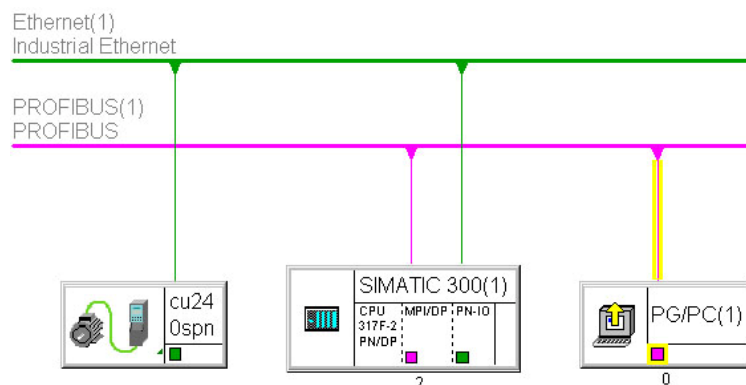 Ethernet(1)
Industrial Ethernet
PROFIBUS(1)
PROFIBUS
cu24
0spn
SIMATIC 300(1)
CPU
317F-2
PN/DP
MPI/DP
PN-IO
2
PG/PC(1)
0